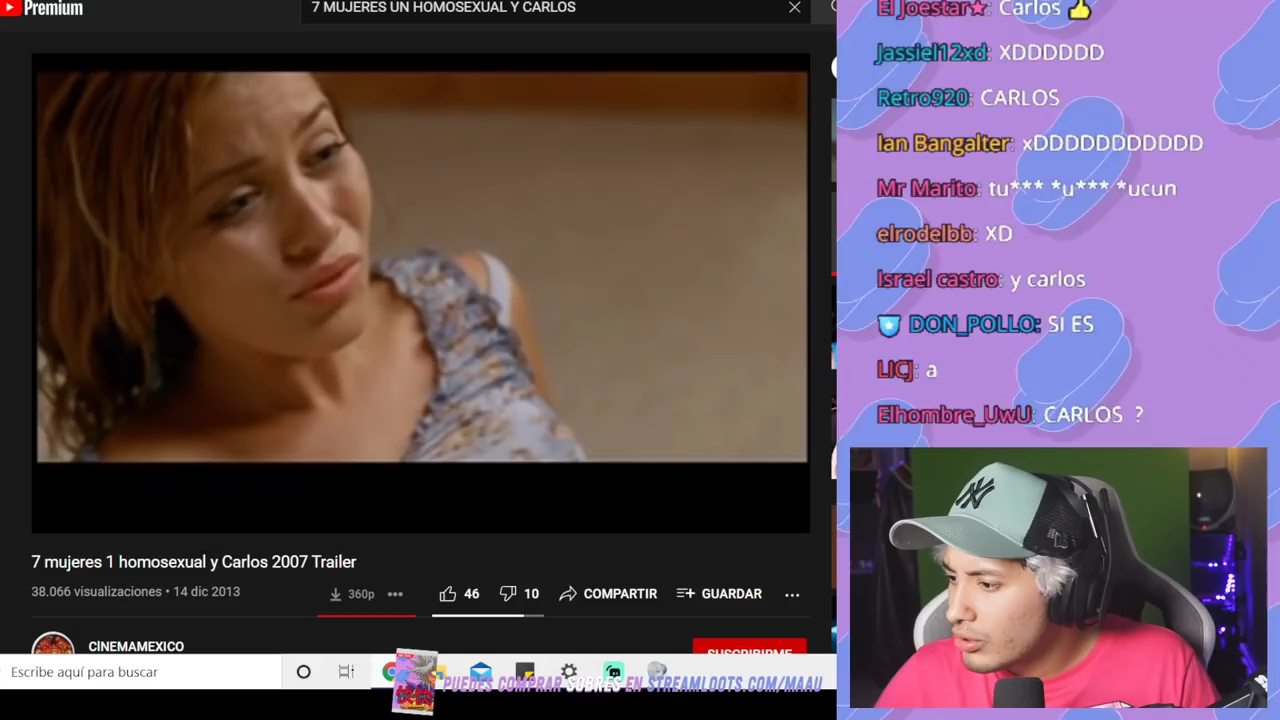 Premium
7 MUJERES UN HOMOSEXUAL Y CARLOS
El Joestar★: Carlos 👍
Jassiel12xd: XDDDDDD
Retro920: CARLOS
Ian Bangalter: xDDDDDDDDDDD
Mr Marito: tu*** *u*** *ucun
elrodelbb: XD
Israel castro: y carlos
DON_POLLO: SI ES
LICJ: a
Elhombre_UwU: CARLOS ?
7 mujeres 1 homosexual y Carlos 2007 Trailer
38.066 visualizaciones • 14 dic 2013
360p
46
10
COMPARTIR
GUARDAR
CINEMAMEXICO
SUSCRIBIRME
Escribe aquí para buscar
PUEDES COMPRAR SOBRES EN STREAMLOOTS.COM/MAAU
NY